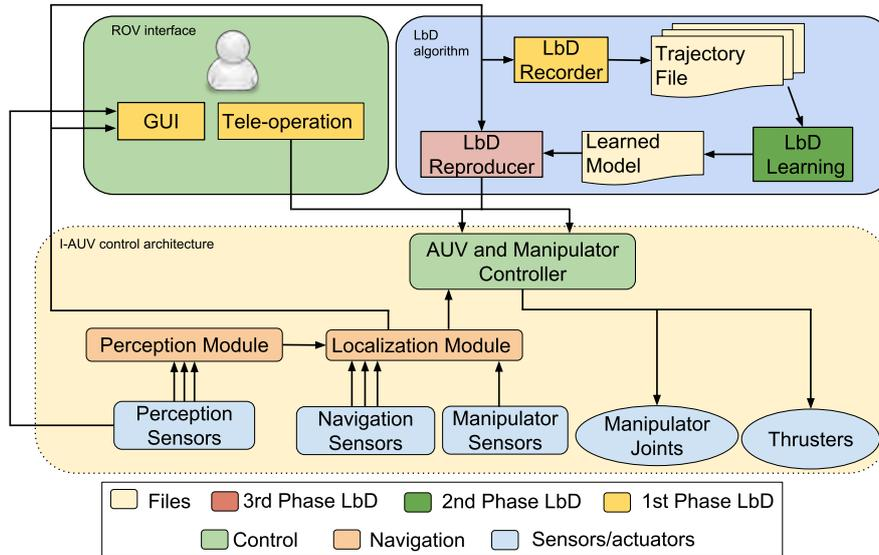 ROV interface
GUI
Tele-operation
LbD
algorithm
LbD
Recorder
Trajectory
File
LbD
Reproducer
Learned
Model
LbD
Learning
I-AUV control architecture
AUV and Manipulator
Controller
Perception Module
Localization Module
Perception
Sensors
Navigation
Sensors
Manipulator
Sensors
Manipulator
Joints
Thrusters
Files
3rd Phase LbD
2nd Phase LbD
1st Phase LbD
Control
Navigation
Sensors/actuators